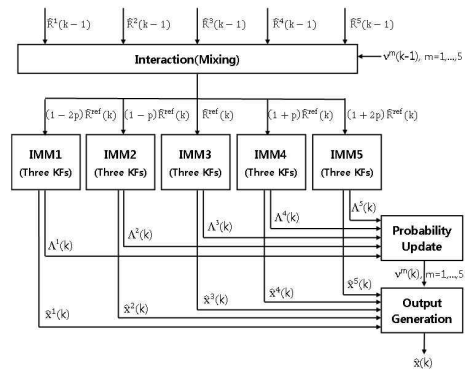 R̂¹(k−1) R̂²(k−1) R̂³(k−1) R̂⁴(k−1) R̂⁵(k−1)
Interaction(Mixing)
vᵐ(k-1), m=1,...,5
(1−2p)R̂ʳᵉᶠ(k) (1−p)R̂ʳᵉᶠ(k) R̂ʳᵉᶠ(k) (1+p)R̂ʳᵉᶠ(k) (1+2p)R̂ʳᵉᶠ(k)
IMM1 IMM2 IMM3 IMM4 IMM5
(Three KFs) (Three KFs) (Three KFs) (Three KFs) (Three KFs)
Λ⁵(k)
Λ⁴(k)
Λ³(k)
Λ²(k)
Λ¹(k)
Probability
Update
vᵐ(k), m=1,...,5
x̂⁵(k)
x̂⁴(k)
x̂³(k)
x̂²(k)
x̂¹(k)
Output
Generation
x̂(k)